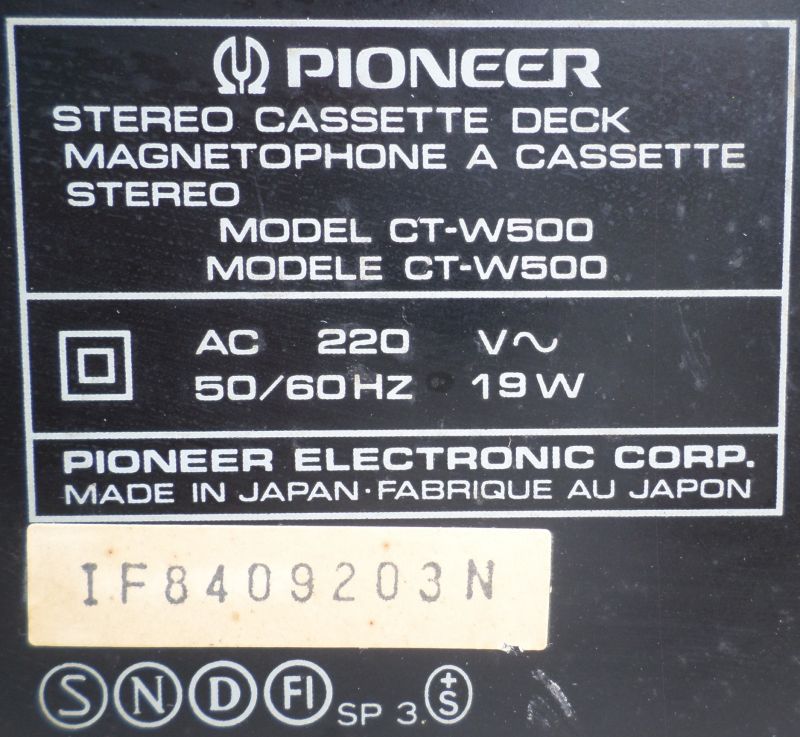 PIONEER
STEREO CASSETTE DECK
MAGNETOPHONE A CASSETTE
STEREO
MODEL CT-W500
MODELE CT-W500
AC 220 V~
50/60HZ 19W
PIONEER ELECTRONIC CORP.
MADE IN JAPAN·FABRIQUE AU JAPON
IF8409203N
S N D FI SP 3. +S